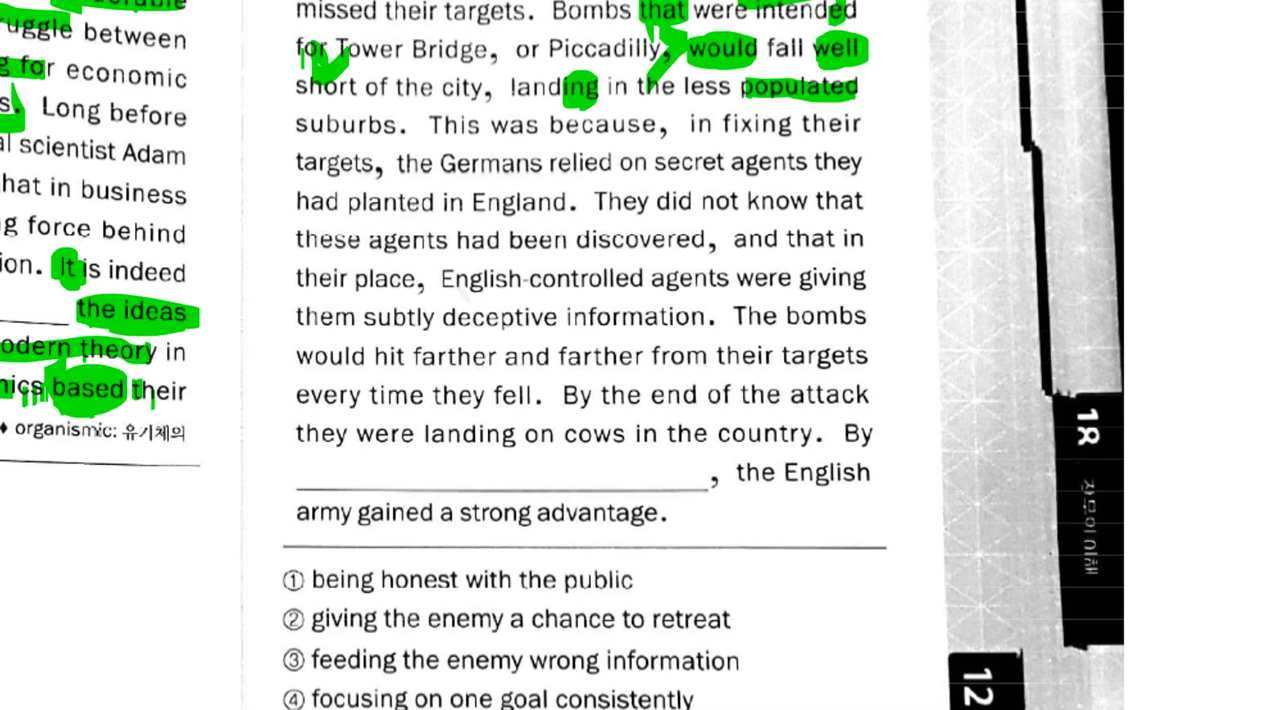 uggle between
g for economic
s. Long before
al scientist Adam
hat in business
g force behind
ion. It is indeed
the ideas
odern theory in
ics based their
♦ organismic: 유기체의
missed their targets. Bombs that were intended
for Tower Bridge, or Piccadilly, would fall well
short of the city, landing in the less populated
suburbs. This was because, in fixing their
targets, the Germans relied on secret agents they
had planted in England. They did not know that
these agents had been discovered, and that in
their place, English-controlled agents were giving
them subtly deceptive information. The bombs
would hit farther and farther from their targets
every time they fell. By the end of the attack
they were landing on cows in the country. By
, the English
army gained a strong advantage.
① being honest with the public
② giving the enemy a chance to retreat
③ feeding the enemy wrong information
④ focusing on one goal consistently
18
12